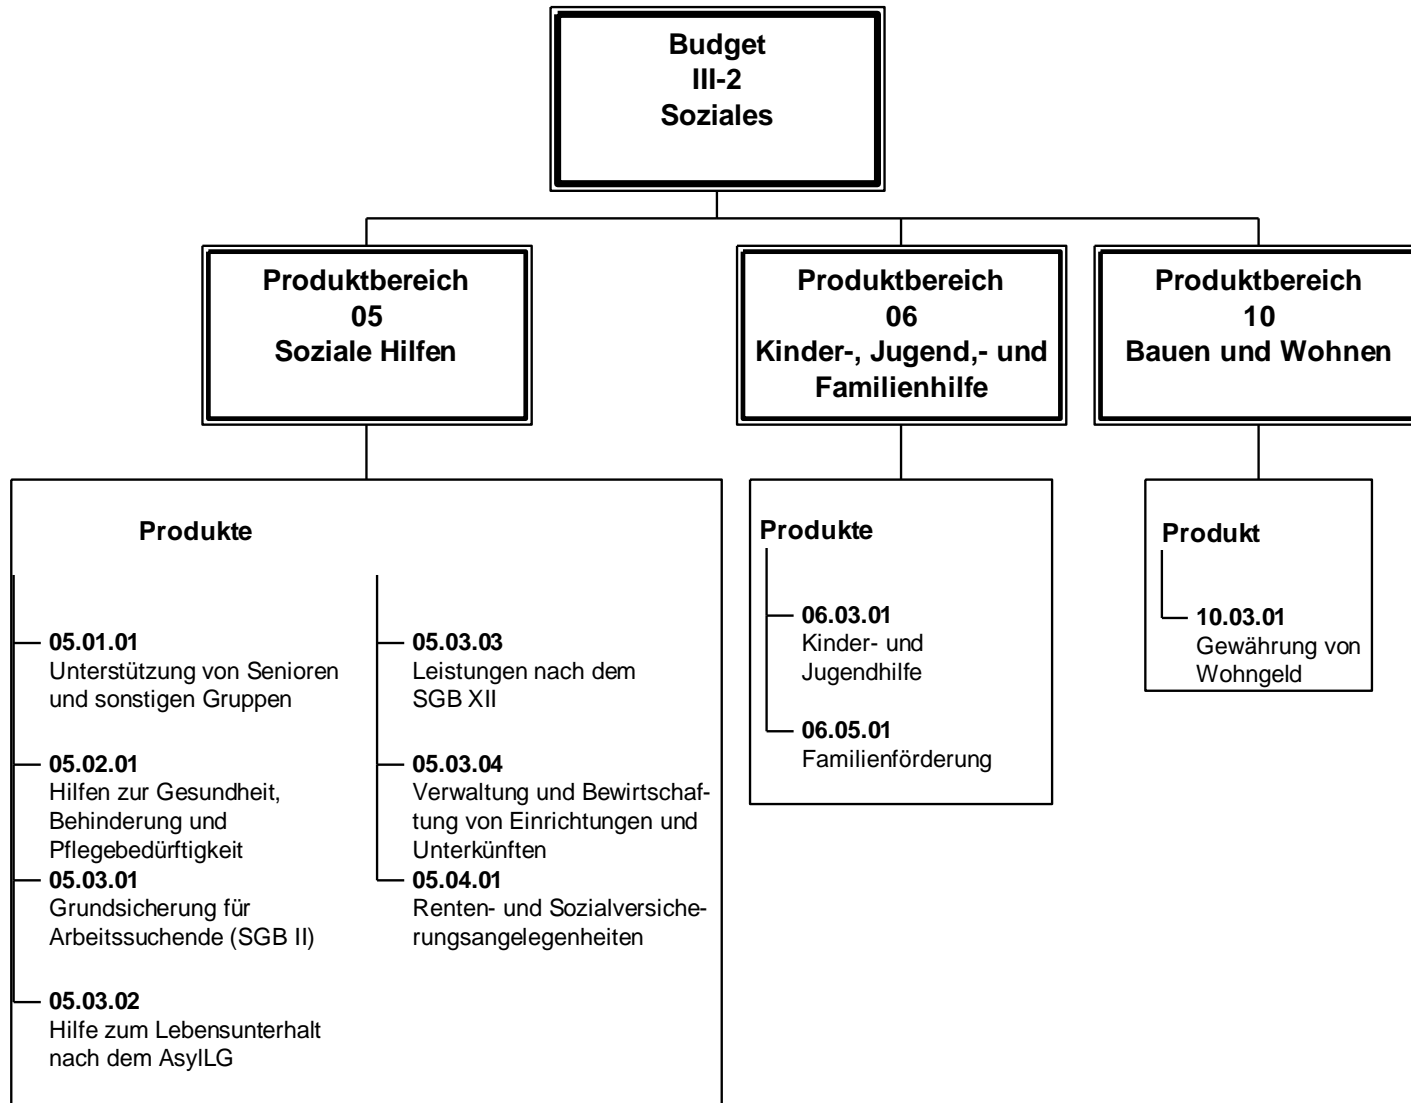 Budget
III-2
Soziales
Produktbereich
05
Soziale Hilfen
Produktbereich
06
Kinder-, Jugend,- und
Familienhilfe
Produktbereich
10
Bauen und Wohnen
Produkte
05.01.01
Unterstützung von Senioren
und sonstigen Gruppen
05.02.01
Hilfen zur Gesundheit,
Behinderung und
Pflegebedürftigkeit
05.03.01
Grundsicherung für
Arbeitssuchende (SGB II)
05.03.02
Hilfe zum Lebensunterhalt
nach dem AsylLG
05.03.03
Leistungen nach dem
SGB XII
05.03.04
Verwaltung und Bewirtschaf-
tung von Einrichtungen und
Unterkünften
05.04.01
Renten- und Sozialversiche-
rungsangelegenheiten
Produkte
06.03.01
Kinder- und
Jugendhilfe
06.05.01
Familienförderung
Produkt
10.03.01
Gewährung von
Wohngeld